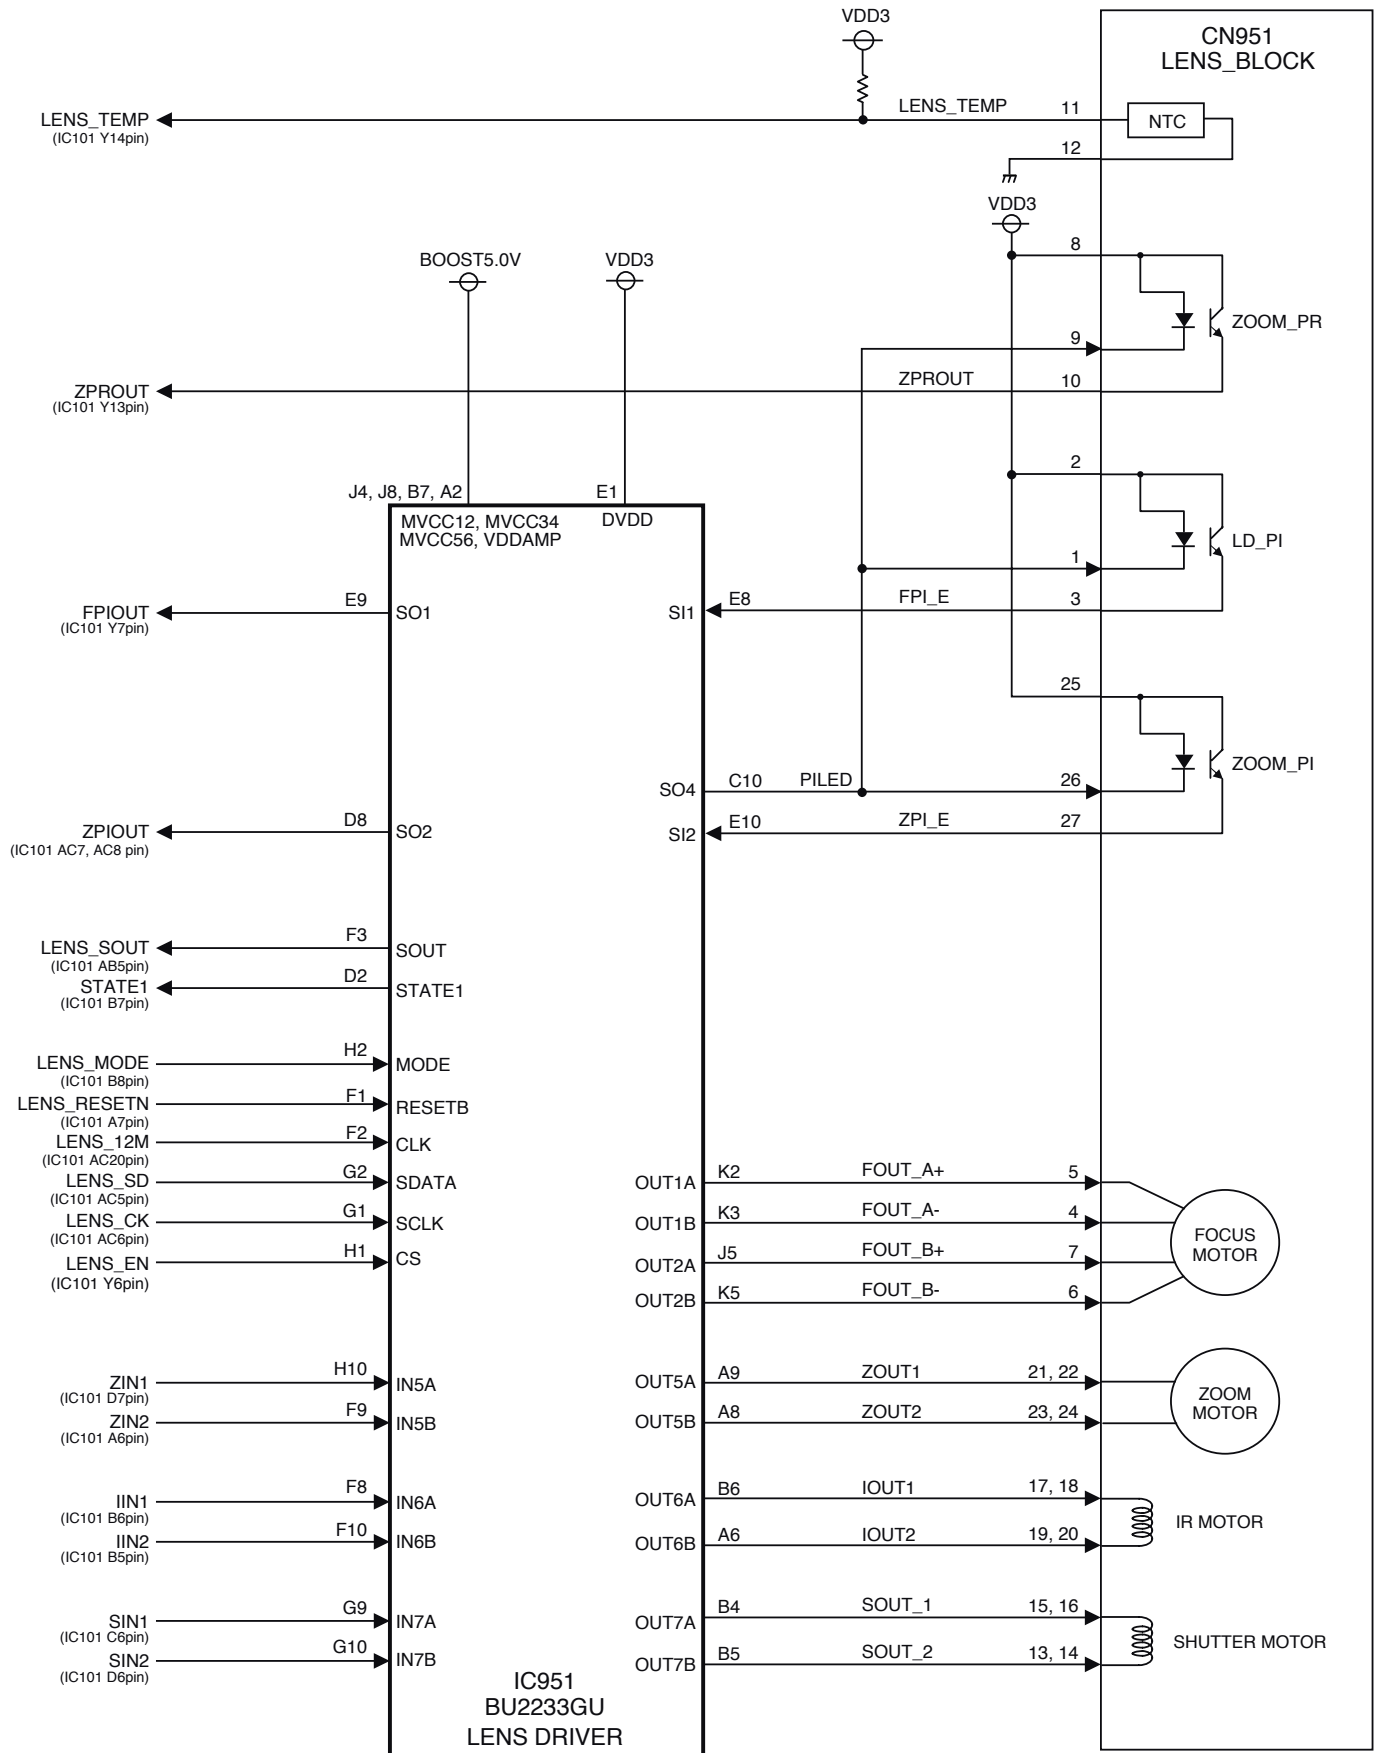 VDD3
CN951
LENS_BLOCK
LENS_TEMP
(IC101 Y14pin)
LENS_TEMP
11
NTC
12
VDD3
8
BOOST5.0V
VDD3
ZOOM_PR
9
ZPROUT
(IC101 Y13pin)
ZPROUT
10
2
J4, J8, B7, A2
E1
MVCC12, MVCC34
MVCC56, VDDAMP
DVDD
LD_PI
1
FPIOUT
(IC101 Y7pin)
E9
SO1
SI1
E8
FPI_E
3
25
ZOOM_PI
SO4
C10
PILED
26
ZPIOUT
(IC101 AC7, AC8 pin)
D8
SO2
SI2
E10
ZPI_E
27
LENS_SOUT
(IC101 AB5pin)
F3
SOUT
STATE1
(IC101 B7pin)
D2
STATE1
LENS_MODE
(IC101 B8pin)
H2
MODE
LENS_RESETN
(IC101 A7pin)
F1
RESETB
LENS_12M
(IC101 AC20pin)
F2
CLK
LENS_SD
(IC101 AC5pin)
G2
SDATA
LENS_CK
(IC101 AC6pin)
G1
SCLK
LENS_EN
(IC101 Y6pin)
H1
CS
OUT1A
K2
FOUT_A+
5
OUT1B
K3
FOUT_A-
4
OUT2A
J5
FOUT_B+
7
OUT2B
K5
FOUT_B-
6
FOCUS
MOTOR
ZIN1
(IC101 D7pin)
H10
IN5A
OUT5A
A9
ZOUT1
21, 22
ZIN2
(IC101 A6pin)
F9
IN5B
OUT5B
A8
ZOUT2
23, 24
ZOOM
MOTOR
IIN1
(IC101 B6pin)
F8
IN6A
OUT6A
B6
IOUT1
17, 18
IIN2
(IC101 B5pin)
F10
IN6B
OUT6B
A6
IOUT2
19, 20
IR MOTOR
SIN1
(IC101 C6pin)
G9
IN7A
OUT7A
B4
SOUT_1
15, 16
SIN2
(IC101 D6pin)
G10
IN7B
OUT7B
B5
SOUT_2
13, 14
SHUTTER MOTOR
IC951
BU2233GU
LENS DRIVER